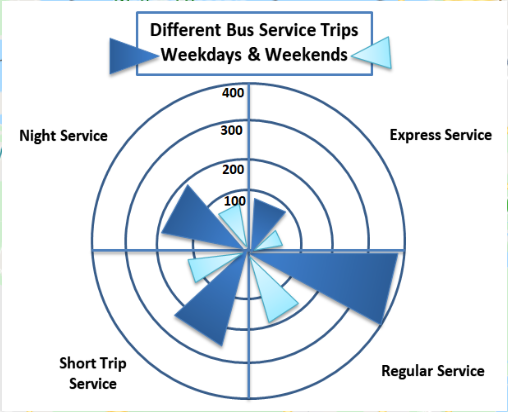 Different Bus Service Trips
Weekdays & Weekends
400
Night Service
300
Express Service
200
100
Short Trip
Service
Regular Service